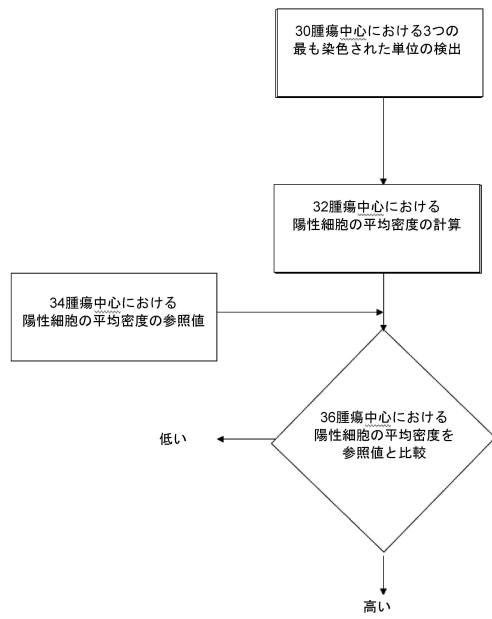 30腫瘍中心における3つの
最も染色された単位の検出
32腫瘍中心における
陽性細胞の平均密度の計算
34腫瘍中心における
陽性細胞の平均密度の参照値
36腫瘍中心における
陽性細胞の平均密度を
参照値と比較
低い
高い